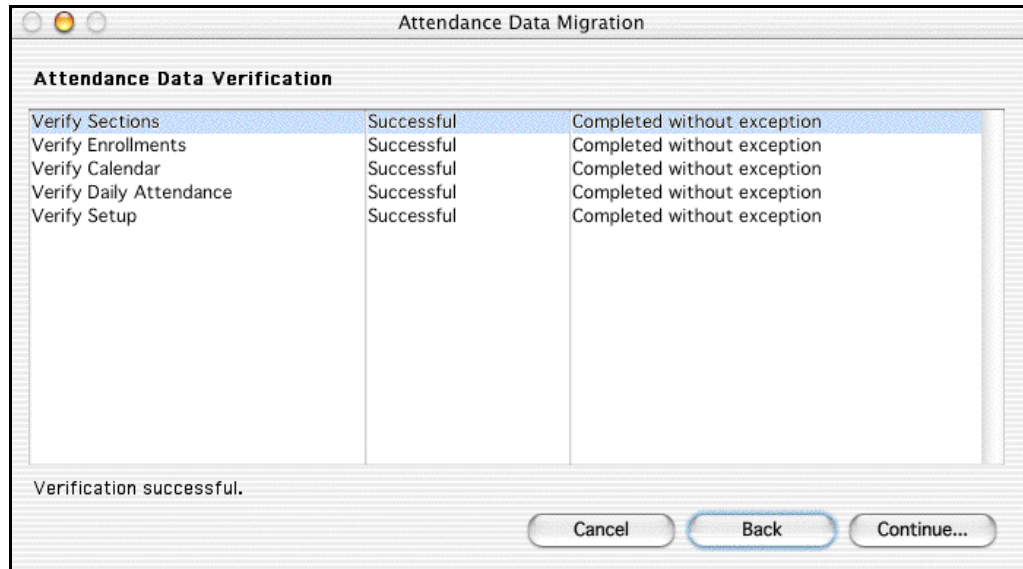 Attendance Data Migration
Attendance Data Verification
Verify Sections Successful Completed without exception
Verify Enrollments Successful Completed without exception
Verify Calendar Successful Completed without exception
Verify Daily Attendance Successful Completed without exception
Verify Setup Successful Completed without exception
Verification successful.
Cancel Back Continue...